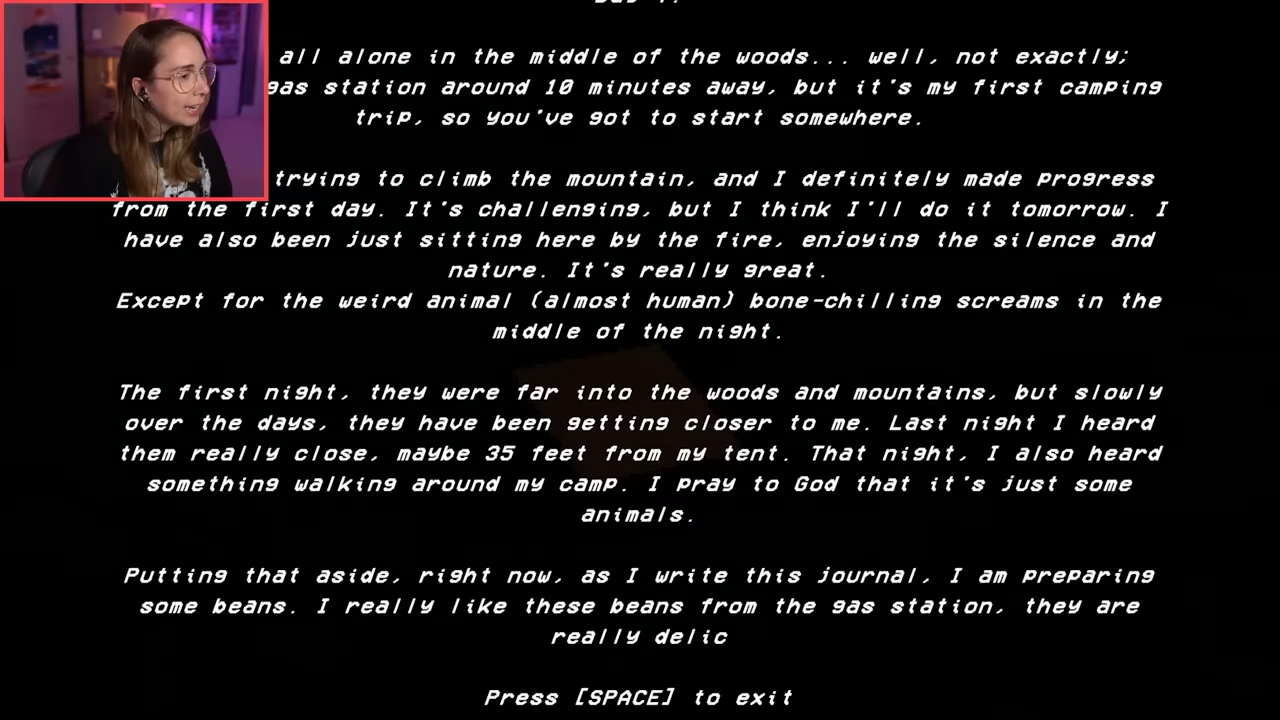 all alone in the middle of the woods... well, not exactly;
gas station around 10 minutes away, but it's my first camping
trip, so you've got to start somewhere.
trying to climb the mountain, and I definitely made progress
from the first day. It's challenging, but I think I'll do it tomorrow. I
have also been just sitting here by the fire, enjoying the silence and
nature. It's really great.
Except for the weird animal (almost human) bone-chilling screams in the
middle of the night.
The first night, they were far into the woods and mountains, but slowly
over the days, they have been getting closer to me. Last night I heard
them really close, maybe 35 feet from my tent. That night, I also heard
something walking around my camp. I pray to God that it's just some
animals.
Putting that aside, right now, as I write this journal, I am preparing
some beans. I really like these beans from the gas station, they are
really delic
Press [SPACE] to exit